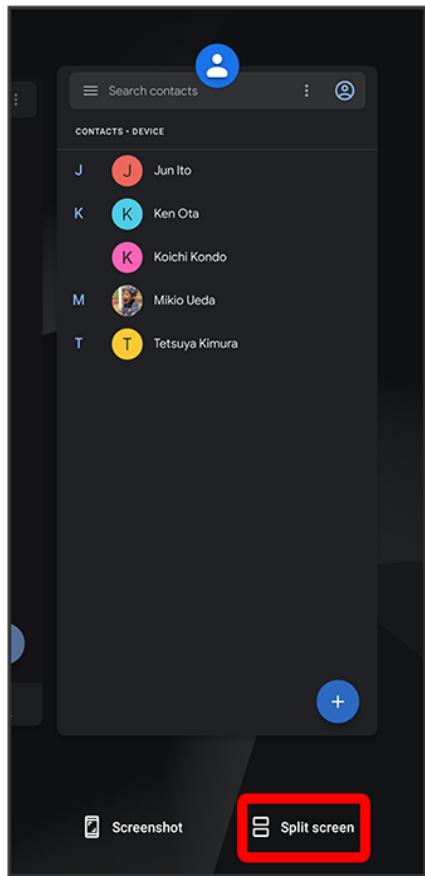 Search contacts
CONTACTS • DEVICE
J J Jun Ito
K K Ken Ota
K Koichi Kondo
M Mikio Ueda
T T Tetsuya Kimura
Screenshot Split screen